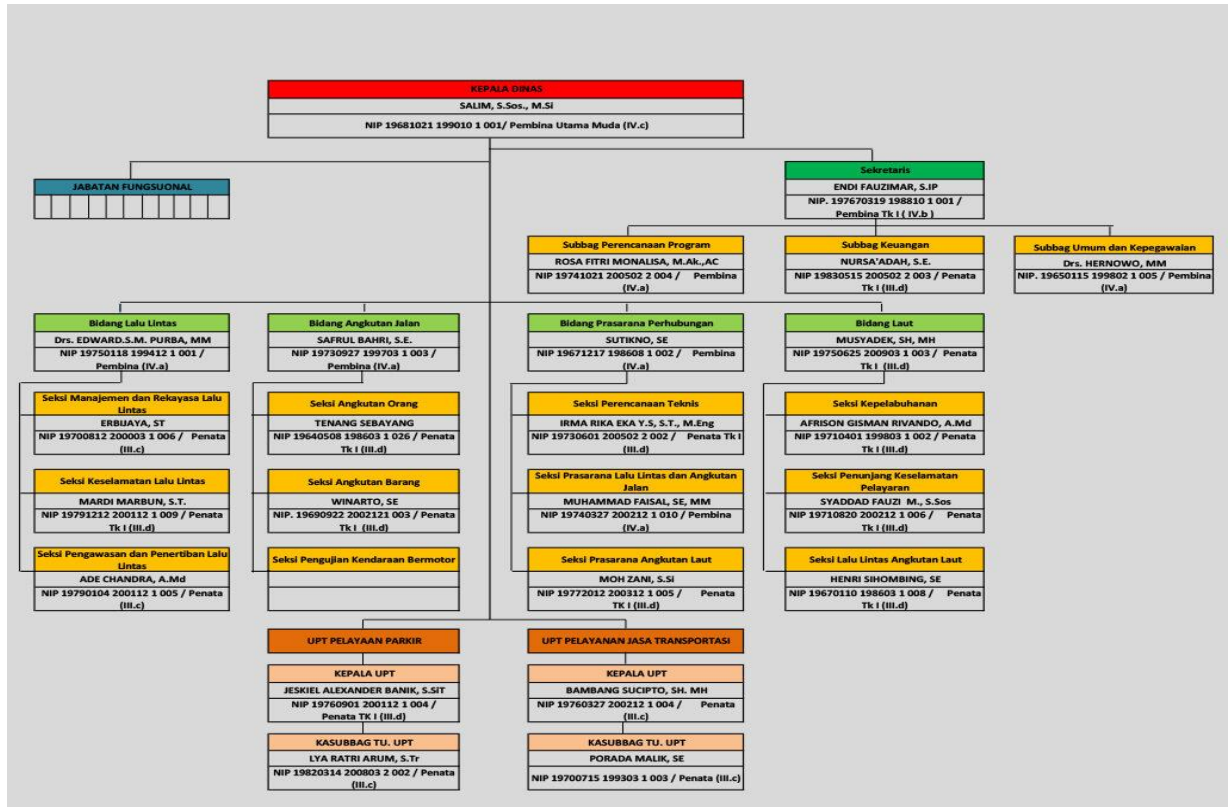 KEPALA DINAS
SALIM, S.Sos., M.Si
NIP 19681021 199010 1 001/ Pembina Utama Muda (IV.c)
JABATAN FUNGSUONAL
Sekretaris
ENDI FAUZIMAR, S.IP
NIP. 197670319 198810 1 001 /
Pembina Tk I ( IV.b )
Subbag Perencanaan Program
ROSA FITRI MONALISA, M.Ak.,AC
NIP 19741021 200502 2 004 / Pembina
(IV.a)
Subbag Keuangan
NURSA'ADAH, S.E.
NIP 19830515 200502 2 003 / Penata
Tk I (III.d)
Subbag Umum dan Kepegawaian
Drs. HERNOWO, MM
NIP. 19650115 199802 1 005 / Pembina
(IV.a)
Bidang Lalu Lintas
Drs. EDWARD.S.M. PURBA, MM
NIP 19750118 199412 1 001 /
Pembina (IV.a)
Seksi Manajemen dan Rekayasa Lalu
Lintas
ERBIJAYA, ST
NIP 19700812 200003 1 006 / Penata
(III.c)
Seksi Keselamatan Lalu Lintas
MARDI MARBUN, S.T.
NIP 19791212 200112 1 009 / Penata
Tk I (III.d)
Seksi Pengawasan dan Penertiban Lalu
Lintas
ADE CHANDRA, A.Md
NIP 19790104 200112 1 005 / Penata
(III.c)
Bidang Angkutan Jalan
SAFRUL BAHRI, S.E.
NIP 19730927 199703 1 003 /
Pembina (IV.a)
Seksi Angkutan Orang
TENANG SEBAYANG
NIP 19640508 198603 1 026 / Penata
Tk I (III.d)
Seksi Angkutan Barang
WINARTO, SE
NIP. 19690922 2002121 003 / Penata
Tk I (III.d)
Seksi Pengujian Kendaraan Bermotor
Bidang Prasarana Perhubungan
SUTIKNO, SE
NIP 19671217 198608 1 002 / Pembina
(IV.a)
Seksi Perencanaan Teknis
IRMA RIKA EKA Y.S, S.T., M.Eng
NIP 19730601 200502 2 002 / Penata Tk I
(III.d)
Seksi Prasarana Lalu Lintas dan Angkutan
Jalan
MUHAMMAD FAISAL, SE, MM
NIP 19740327 200212 1 010 / Pembina
(IV.a)
Seksi Prasarana Angkutan Laut
MOH ZANI, S.Si
NIP 19772012 200312 1 005 / Penata
TK I (III.d)
Bidang Laut
MUSYADEK, SH, MH
NIP 19750625 200903 1 003 / Penata
Tk I (III.d)
Seksi Kepelabuhanan
AFRISON GISMAN RIVANDO, A.Md
NIP 19710401 199803 1 002 / Penata
Tk I (III.d)
Seksi Penunjang Keselamatan
Pelayaran
SYADDAD FAUZI M., S.Sos
NIP 19710820 200212 1 006 / Penata
Tk I (III.d)
Seksi Lalu Lintas Angkutan Laut
HENRI SIHOMBING, SE
NIP 19670110 198603 1 008 / Penata
Tk I (III.d)
UPT PELAYAAN PARKIR
KEPALA UPT
JESKIEL ALEXANDER BANIK, S.SiT
NIP 19760901 200112 1 004 /
Penata TK I (III.d)
KASUBBAG TU. UPT
LYA RATRI ARUM, S.Tr
NIP 19820314 200803 2 002 / Penata
(III.c)
UPT PELAYANAN JASA TRANSPORTASI
KEPALA UPT
BAMBANG SUCIPTO, SH. MH
NIP 19760327 200212 1 004 / Penata
(III.c)
KASUBBAG TU. UPT
PORADA MALIK, SE
NIP 19700715 199303 1 003 / Penata (III.c)